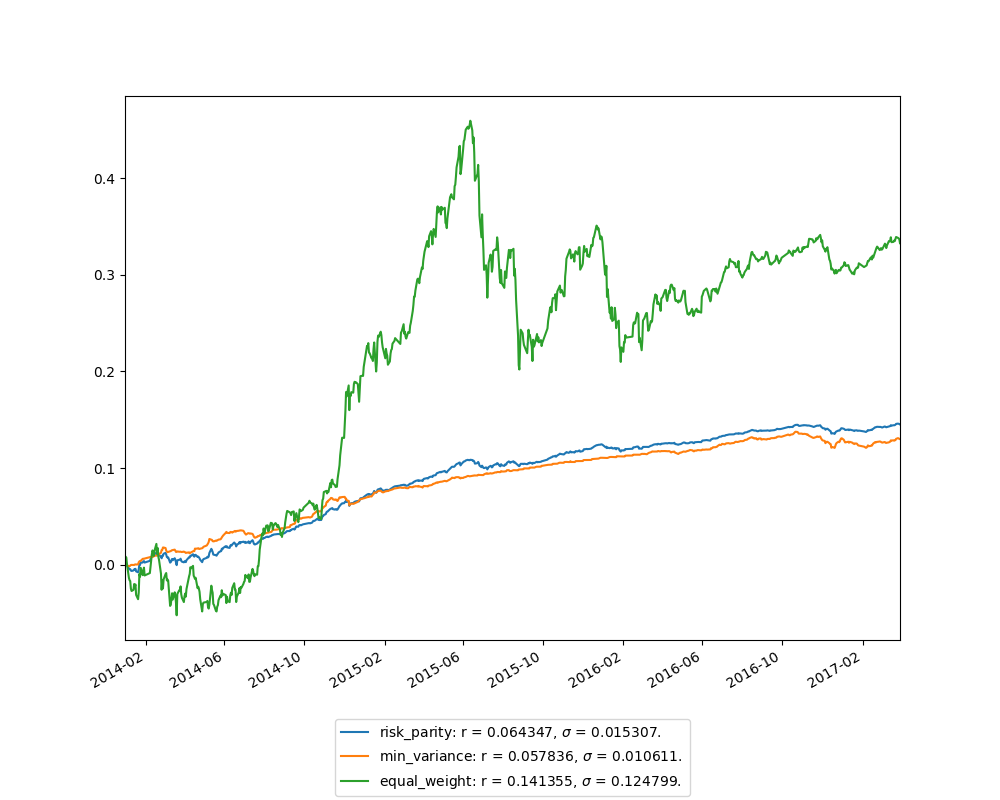 0.4
0.3
0.2
0.1
0.0
2014-02 2014-06 2014-10 2015-02 2015-06 2015-10 2016-02 2016-06 2016-10 2017-02
risk_parity: r = 0.064347, σ = 0.015307.
min_variance: r = 0.057836, σ = 0.010611.
equal_weight: r = 0.141355, σ = 0.124799.